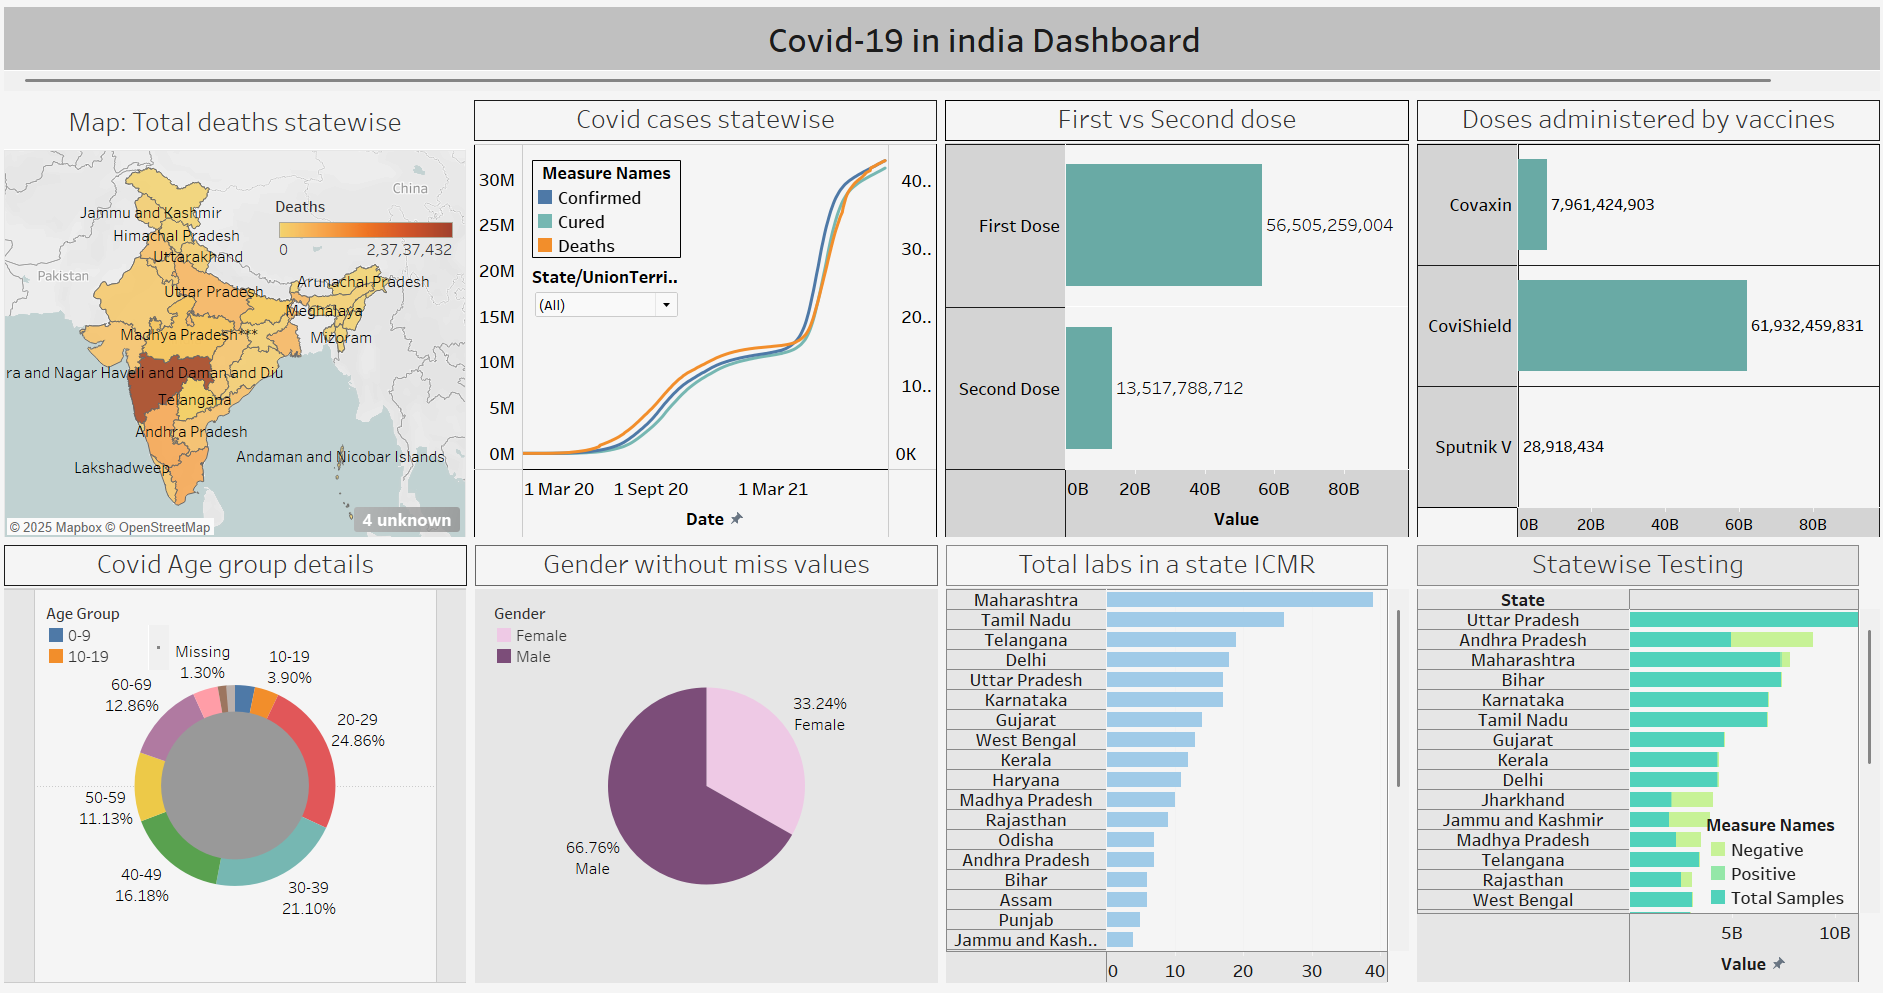 Covid-19 in india Dashboard
Map: Total deaths statewise
China
Jammu and Kashmir
Deaths
Himachal Pradesh
0
2,37,37,432
Uttarakhand
Pakistan
Arunachal Pradesh
Uttar Pradesh
Meghalaya
Madhya Pradesh***
Mizoram
ra and Nagar Haveli and Daman and Diu
Telangana
Andhra Pradesh
Andaman and Nicobar Islands
Lakshadweep
© 2025 Mapbox © OpenStreetMap
4 unknown
Covid cases statewise
Measure Names
Confirmed
Cured
Deaths
State/UnionTerri..
(All)
30M
25M
20M
15M
10M
5M
0M
40..
30..
20..
10..
0K
1 Mar 20
1 Sept 20
1 Mar 21
Date
First vs Second dose
First Dose
56,505,259,004
Second Dose
13,517,788,712
0B
20B
40B
60B
80B
Value
Doses administered by vaccines
Covaxin
7,961,424,903
CoviShield
61,932,459,831
Sputnik V
28,918,434
0B
20B
40B
60B
80B
Covid Age group details
Age Group
0-9
10-19
Missing
1.30%
10-19
3.90%
60-69
12.86%
20-29
24.86%
50-59
11.13%
40-49
16.18%
30-39
21.10%
Gender without miss values
Gender
Female
Male
33.24%
Female
66.76%
Male
Total labs in a state ICMR
Maharashtra
Tamil Nadu
Telangana
Delhi
Uttar Pradesh
Karnataka
Gujarat
West Bengal
Kerala
Haryana
Madhya Pradesh
Rajasthan
Odisha
Andhra Pradesh
Bihar
Assam
Punjab
Jammu and Kash..
0
10
20
30
40
Statewise Testing
State
Uttar Pradesh
Andhra Pradesh
Maharashtra
Bihar
Karnataka
Tamil Nadu
Gujarat
Kerala
Delhi
Jharkhand
Jammu and Kashmir
Madhya Pradesh
Telangana
Rajasthan
West Bengal
Measure Names
Negative
Positive
Total Samples
5B
10B
Value